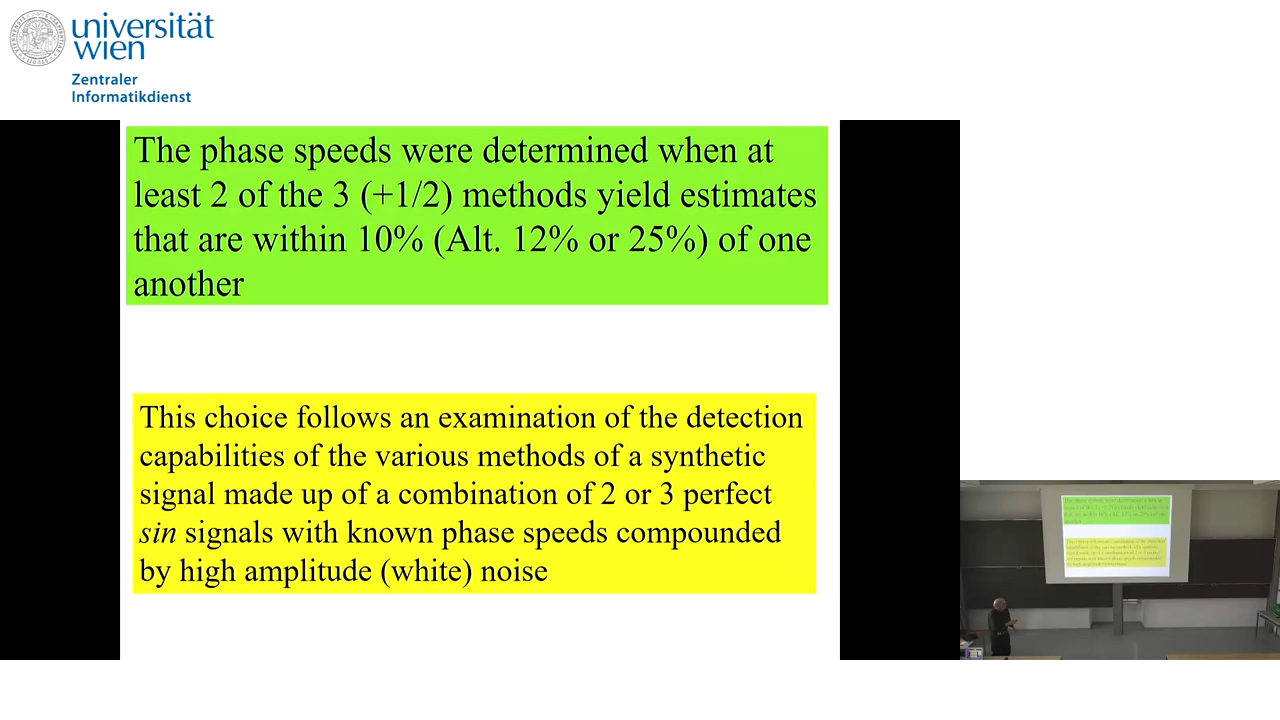 universität
wien
Zentraler
Informatikdienst
The phase speeds were determined when at
least 2 of the 3 (+1/2) methods yield estimates
that are within 10% (Alt. 12% or 25%) of one
another
This choice follows an examination of the detection
capabilities of the various methods of a synthetic
signal made up of a combination of 2 or 3 perfect
sin signals with known phase speeds compounded
by high amplitude (white) noise